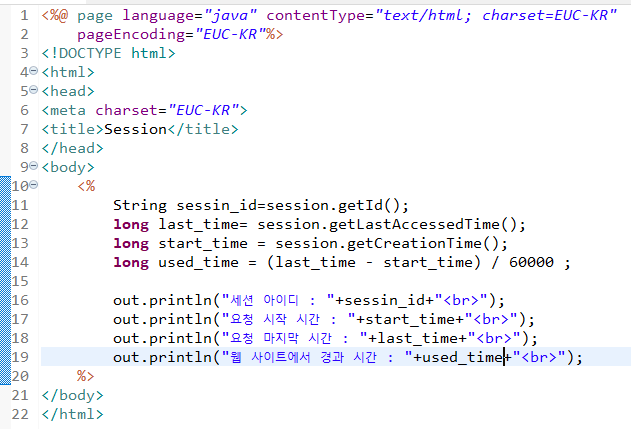 1 <%@ page language="java" contentType="text/html; charset=EUC-KR"
2     pageEncoding="EUC-KR"%>
3 <!DOCTYPE html>
4 <html>
5 <head>
6 <meta charset="EUC-KR">
7 <title>Session</title>
8 </head>
9 <body>
10     <%
11         String sessin_id=session.getId();
12         long last_time= session.getLastAccessedTime();
13         long start_time = session.getCreationTime();
14         long used_time = (last_time - start_time) / 60000 ;
15
16         out.println("세션 아이디 : "+sessin_id+"<br>");
17         out.println("요청 시작 시간 : "+start_time+"<br>");
18         out.println("요청 마지막 시간 : "+last_time+"<br>");
19         out.println("웹 사이트에서 경과 시간 : "+used_time+"<br>");
20     %>
21 </body>
22 </html>